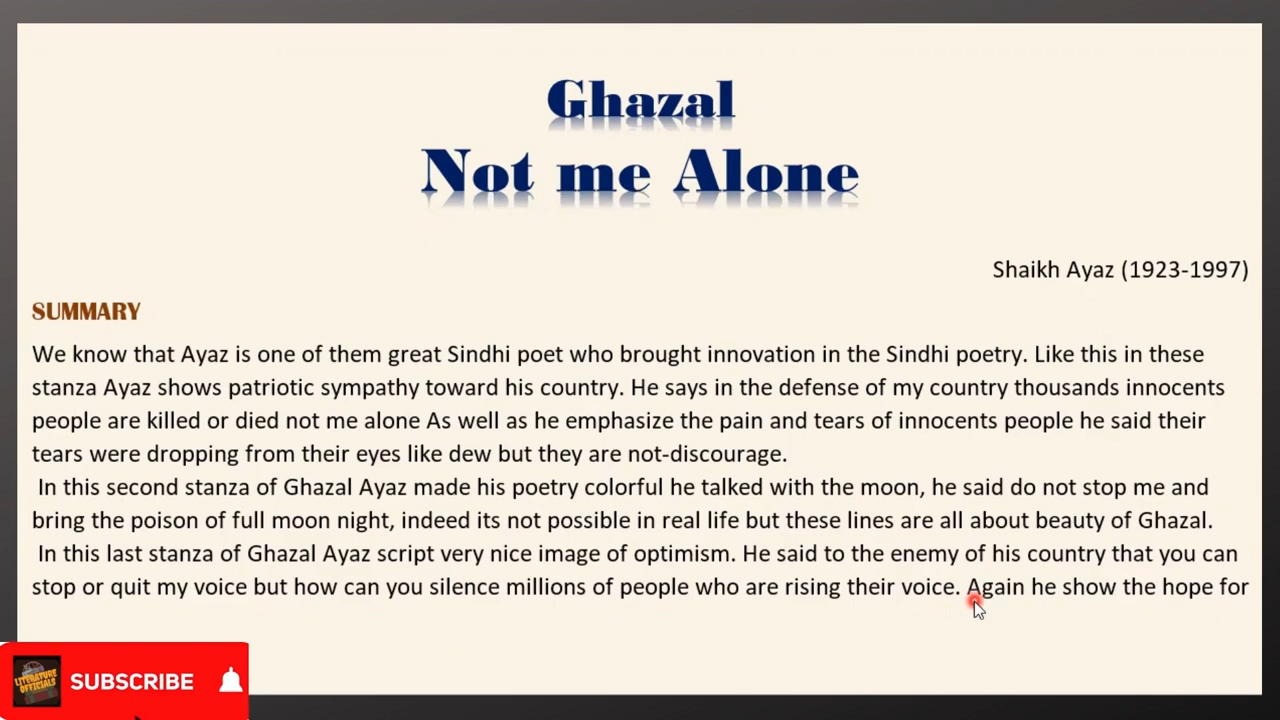 Ghazal
Not me Alone
Shaikh Ayaz (1923-1997)
SUMMARY
We know that Ayaz is one of them great Sindhi poet who brought innovation in the Sindhi poetry. Like this in these
stanza Ayaz shows patriotic sympathy toward his country. He says in the defense of my country thousands innocents
people are killed or died not me alone As well as he emphasize the pain and tears of innocents people he said their
tears were dropping from their eyes like dew but they are not-discourage.
In this second stanza of Ghazal Ayaz made his poetry colorful he talked with the moon, he said do not stop me and
bring the poison of full moon night, indeed its not possible in real life but these lines are all about beauty of Ghazal.
In this last stanza of Ghazal Ayaz script very nice image of optimism. He said to the enemy of his country that you can
stop or quit my voice but how can you silence millions of people who are rising their voice. Again he show the hope for
LITERATURE
OFFICIALS
SUBSCRIBE